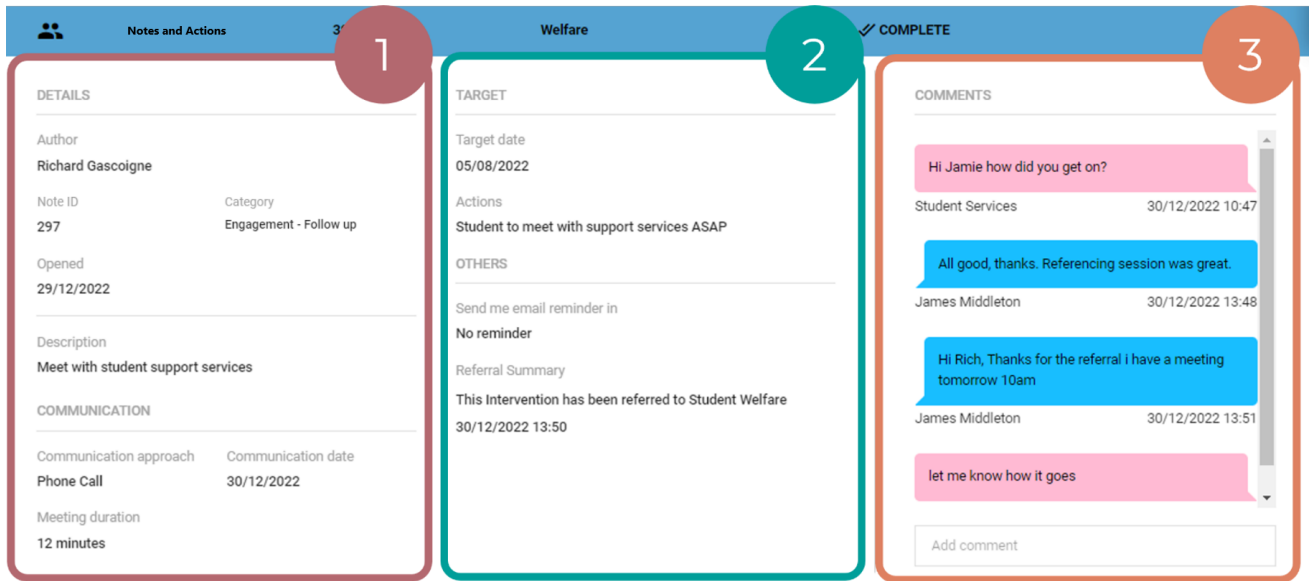 Notes and Actions
Welfare
COMPLETE
1
2
3
DETAILS
Author
Richard Gascoigne
Note ID Category
297 Engagement - Follow up
Opened
29/12/2022
Description
Meet with student support services
COMMUNICATION
Communication approach Communication date
Phone Call 30/12/2022
Meeting duration
12 minutes
TARGET
Target date
05/08/2022
Actions
Student to meet with support services ASAP
OTHERS
Send me email reminder in
No reminder
Referral Summary
This Intervention has been referred to Student Welfare
30/12/2022 13:50
COMMENTS
Hi Jamie how did you get on?
Student Services 30/12/2022 10:47
All good, thanks. Referencing session was great.
James Middleton 30/12/2022 13:48
Hi Rich, Thanks for the referral i have a meeting
tomorrow 10am
James Middleton 30/12/2022 13:51
let me know how it goes
Add comment